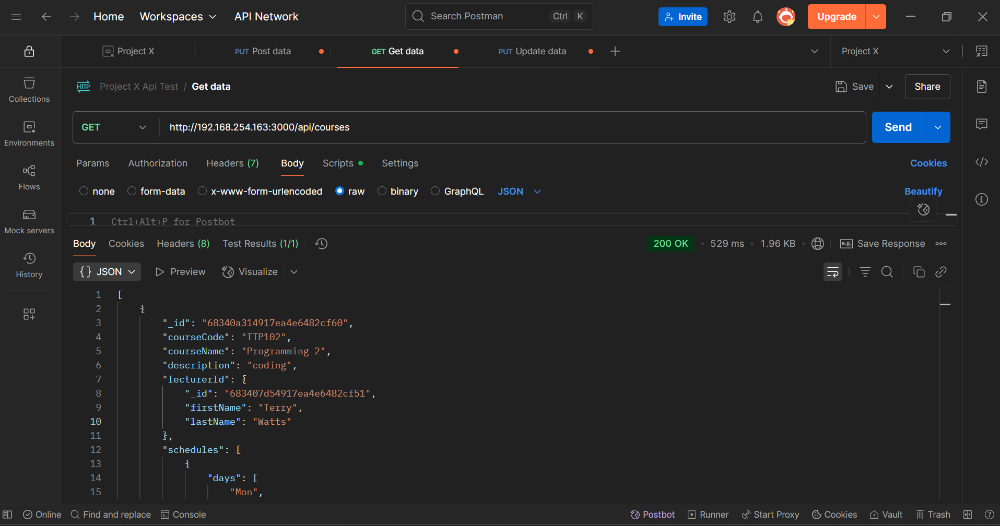 Home Workspaces API Network Search Postman Ctrl K Invite Upgrade
Project X PUT Post data GET Get data PUT Update data Project X
HTTP Project X Api Test / Get data Save Share
Collections
GET http://192.168.254.163:3000/api/courses Send
Environments
Params Authorization Headers (7) Body Scripts Settings Cookies
Flows
none form-data x-www-form-urlencoded raw binary GraphQL JSON Beautify
1 Ctrl+Alt+P for Postbot
Mock servers
Body Cookies Headers (8) Test Results (1/1) 200 OK • 529 ms • 1.96 KB • e.g. Save Response
History
{} JSON Preview Visualize
1 [
2 {
3 "_id": "68340a314917ea4e6482cf60",
4 "courseCode": "ITP102",
5 "courseName": "Programming 2",
6 "description": "coding",
7 "lecturerId": {
8 "_id": "683407d54917ea4e6482cf51",
9 "firstName": "Terry",
10 "lastName": "Watts"
11 },
12 "schedules": [
13 {
14 "days": [
15 "Mon",
Online Find and replace Console Postbot Runner Start Proxy Cookies Vault Trash